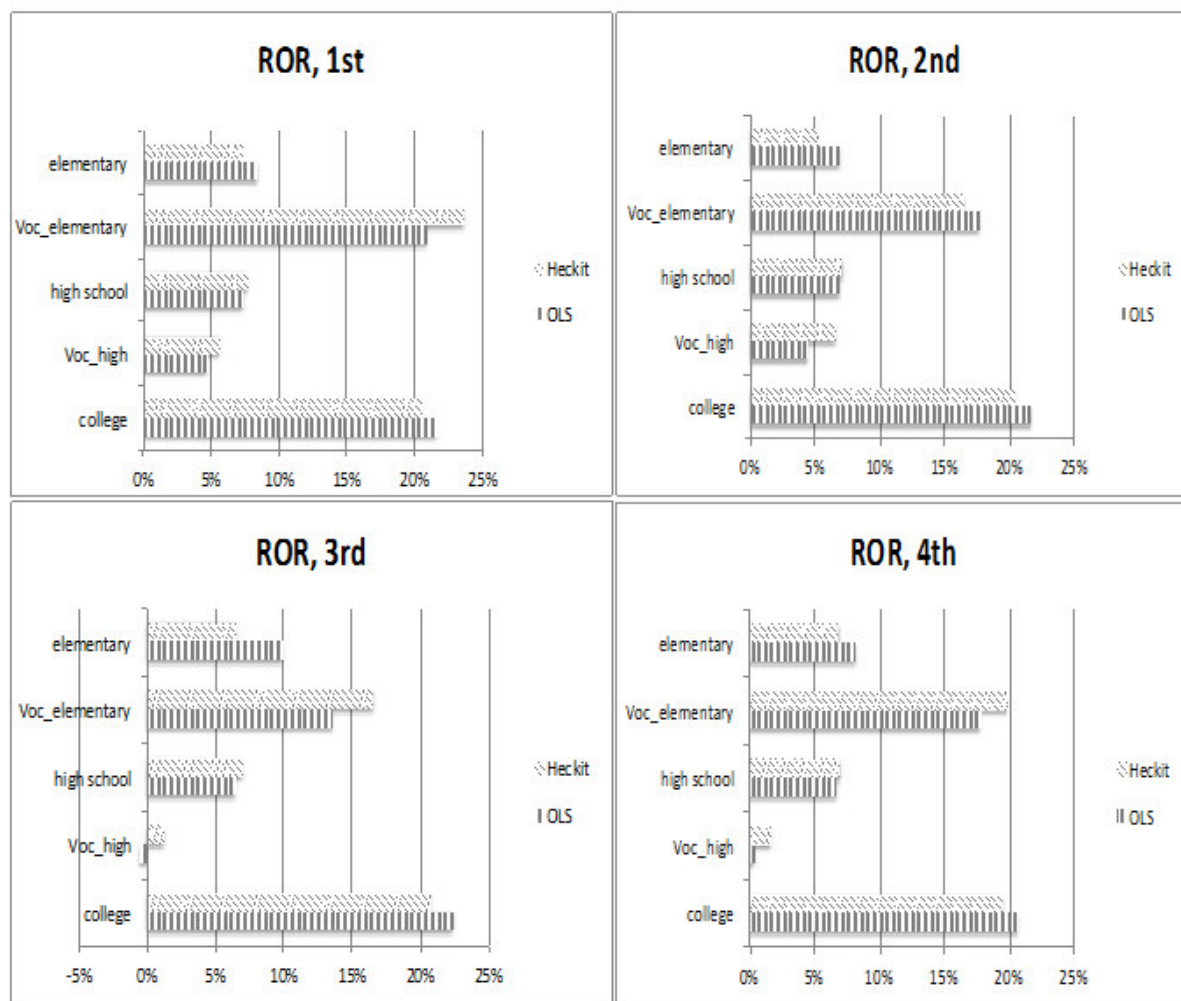 ROR, 1st
elementary
Voc_elementary
high school
Voc_high
college
0% 5% 10% 15% 20% 25%
Heckit
OLS
ROR, 2nd
elementary
Voc_elementary
high school
Voc_high
college
0% 5% 10% 15% 20% 25%
Heckit
OLS
ROR, 3rd
elementary
Voc_elementary
high school
Voc_high
college
-5% 0% 5% 10% 15% 20% 25%
Heckit
OLS
ROR, 4th
elementary
Voc_elementary
high school
Voc_high
college
0% 5% 10% 15% 20% 25%
Heckit
OLS